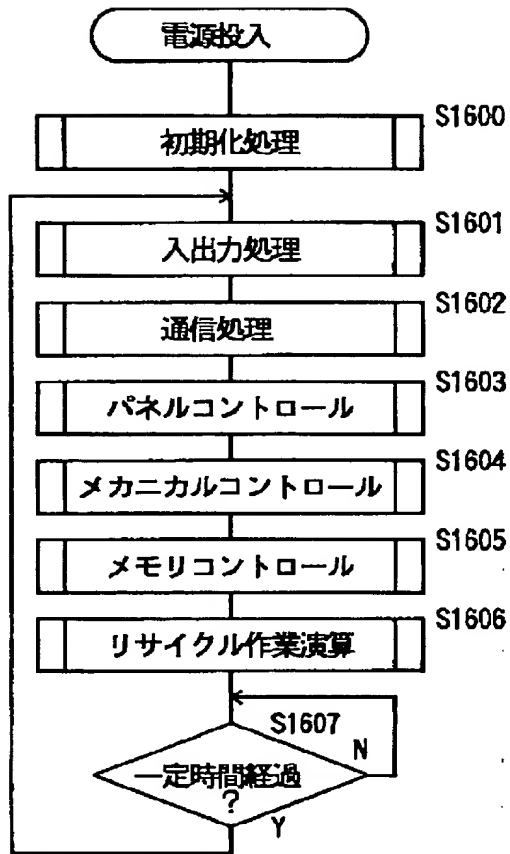 電源投入
S1600
初期化処理
S1601
入出力処理
S1602
通信処理
S1603
パネルコントロール
S1604
メカニカルコントロール
S1605
メモリコントロール
S1606
リサイクル作業演算
S1607
N
一定時間経過
?
Y